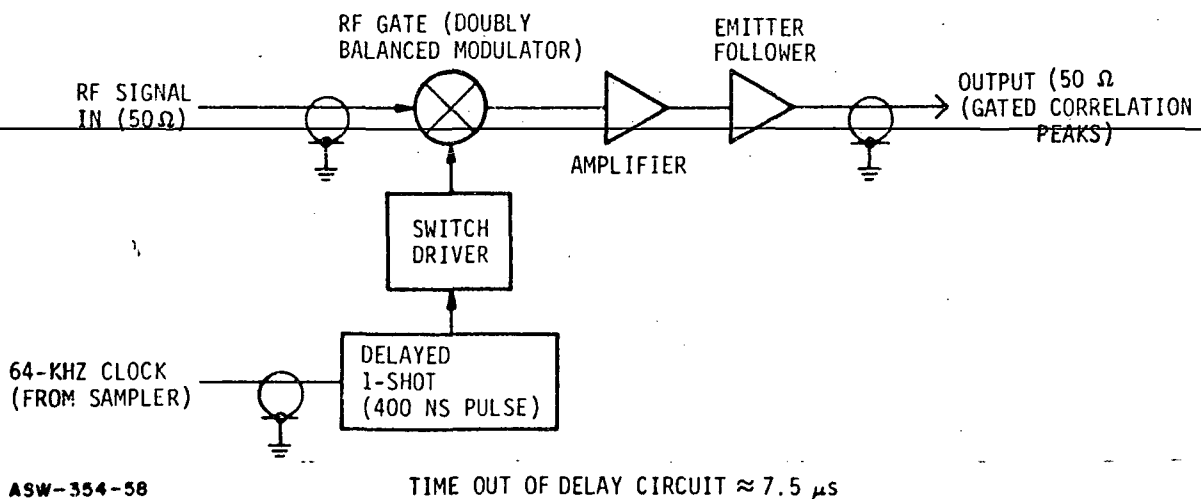 RF GATE (DOUBLY
BALANCED MODULATOR)
EMITTER
FOLLOWER
RF SIGNAL
IN (50Ω)
OUTPUT (50 Ω
(GATED CORRELATION
PEAKS)
AMPLIFIER
SWITCH
DRIVER
64-KHZ CLOCK
(FROM SAMPLER)
DELAYED
1-SHOT
(400 NS PULSE)
ASW-354-58
TIME OUT OF DELAY CIRCUIT ≈ 7.5 μs